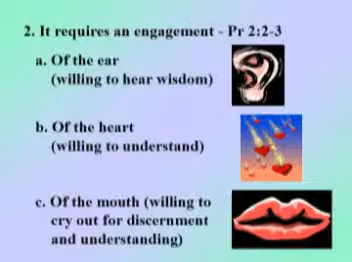 2. It requires an engagement - Pr 2:2-3
a. Of the ear
(willing to hear wisdom)
b. Of the heart
(willing to understand)
c. Of the mouth (willing to
cry out for discernment
and understanding)